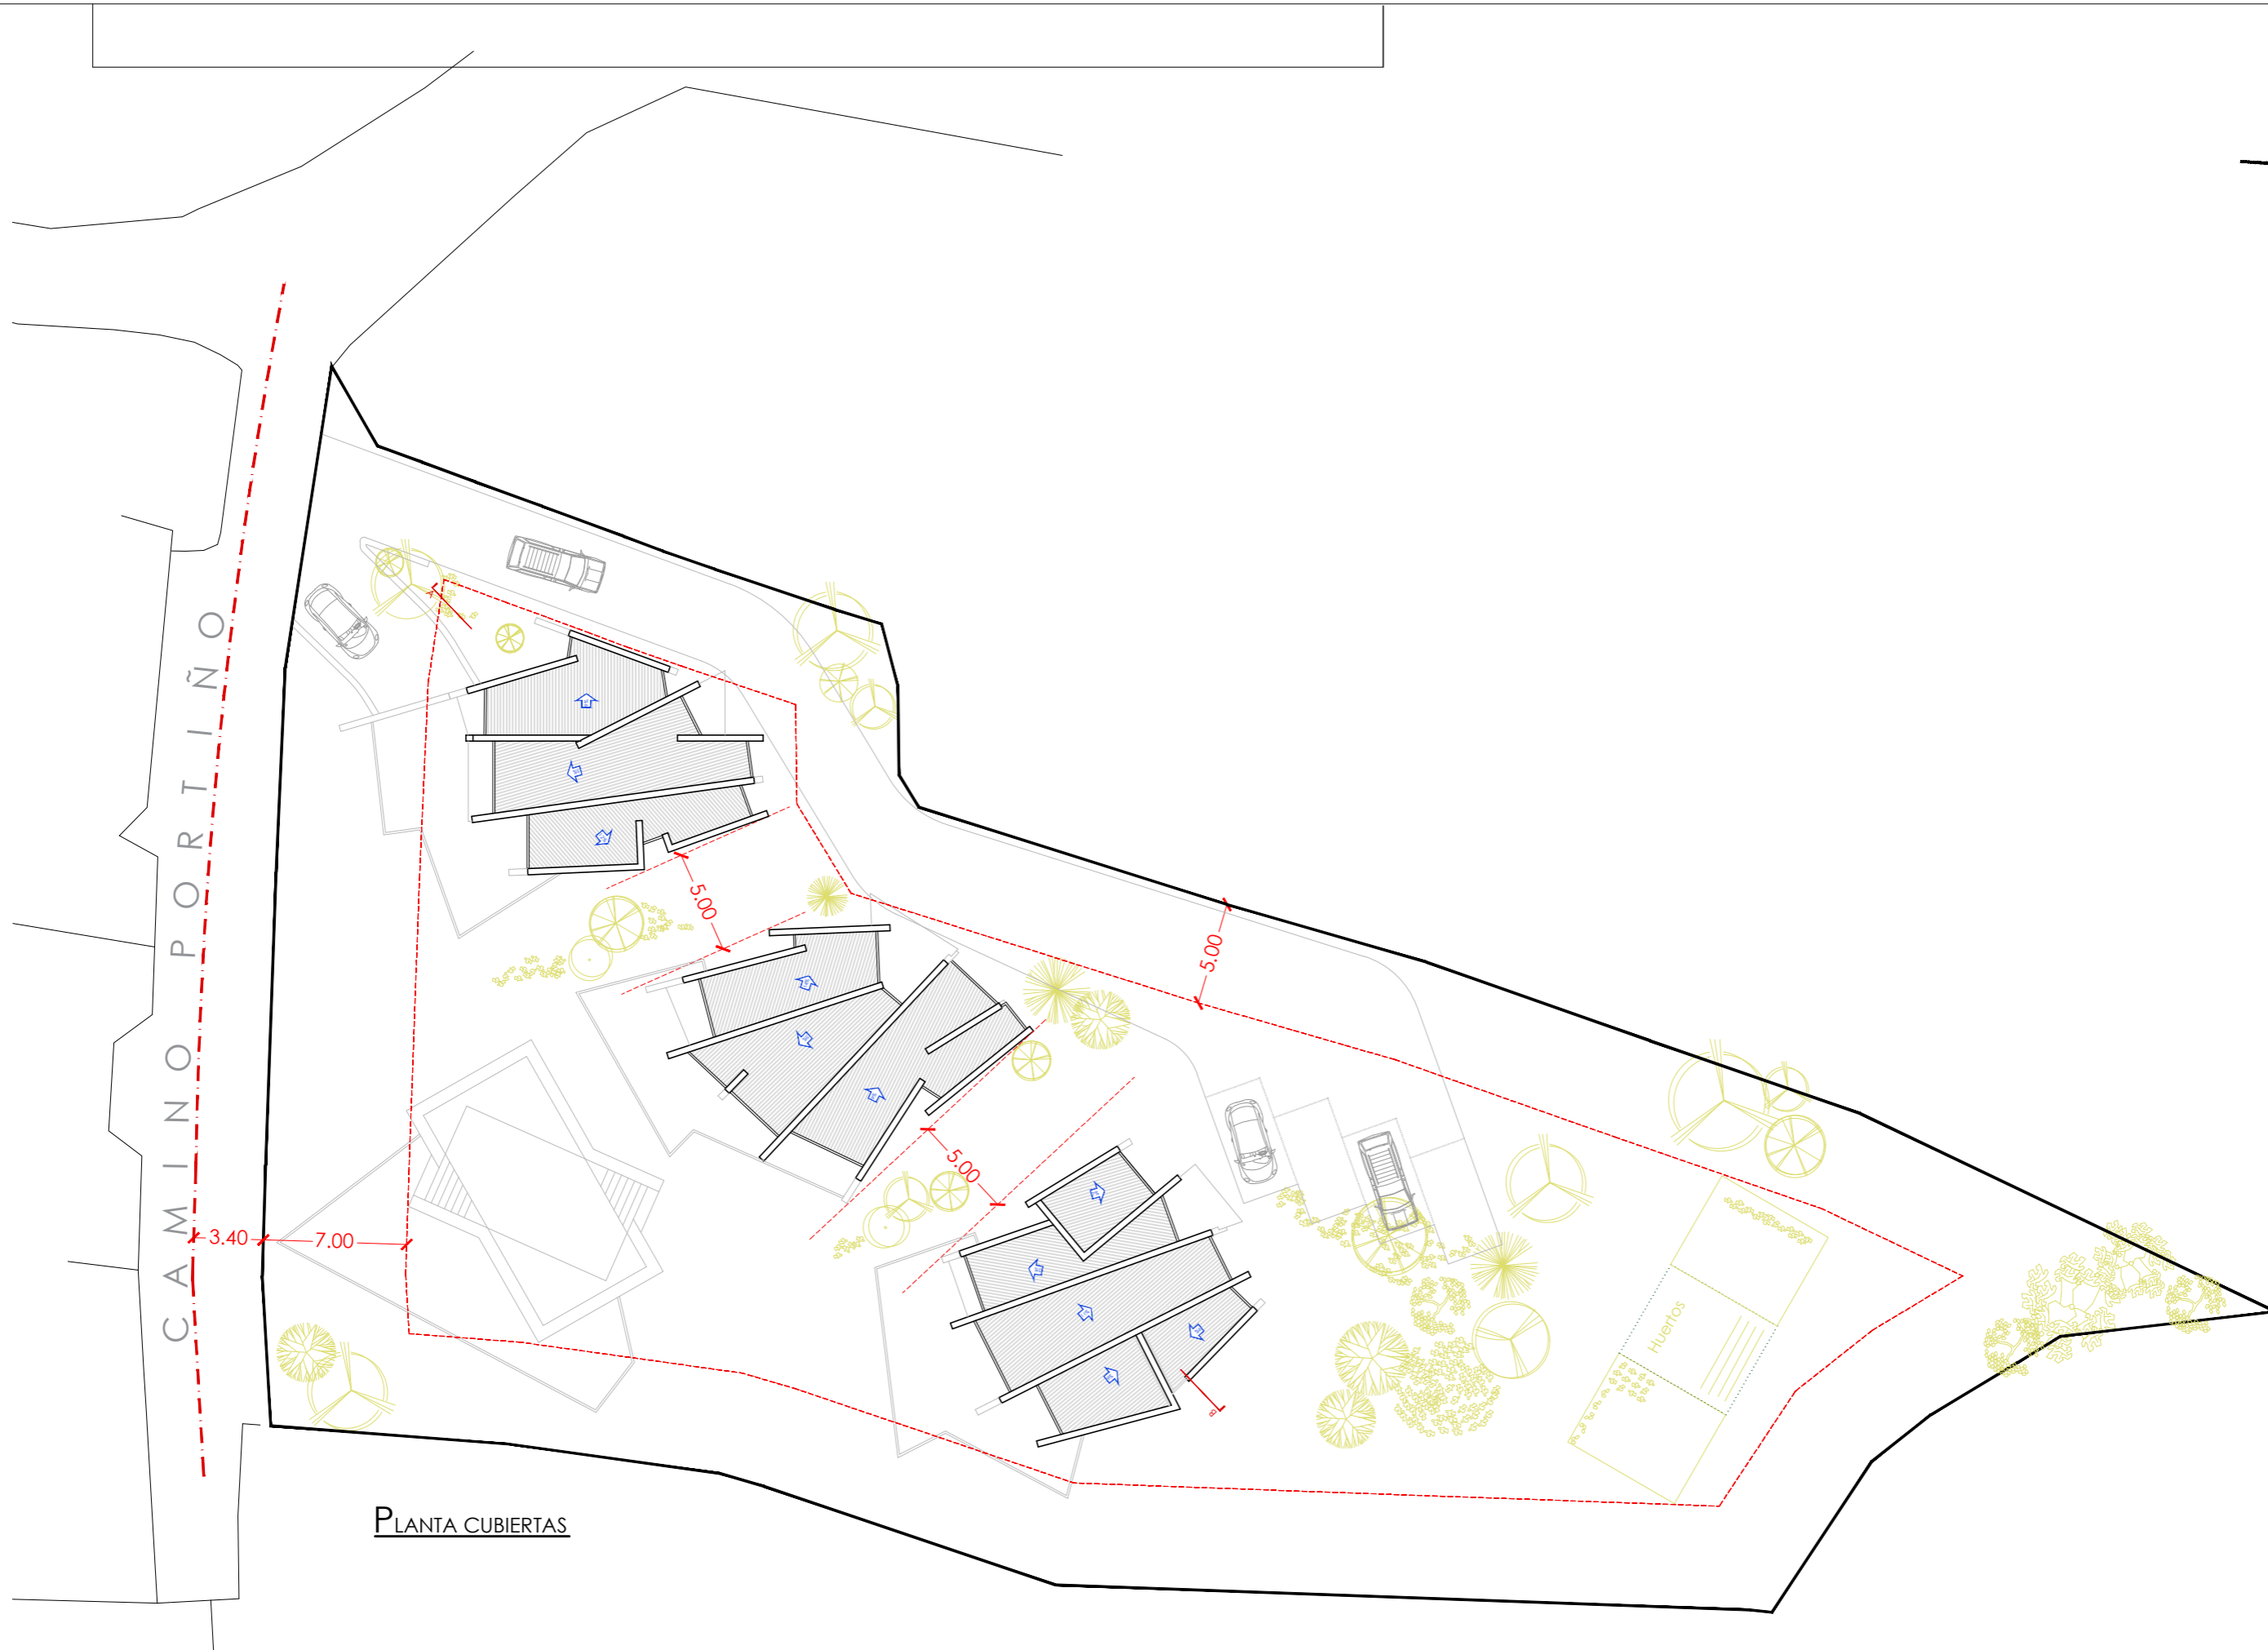 CAMINO PORTIÑO
A
5.00
5.00
5.00
3.40
7.00
Huertos
B
PLANTA CUBIERTAS